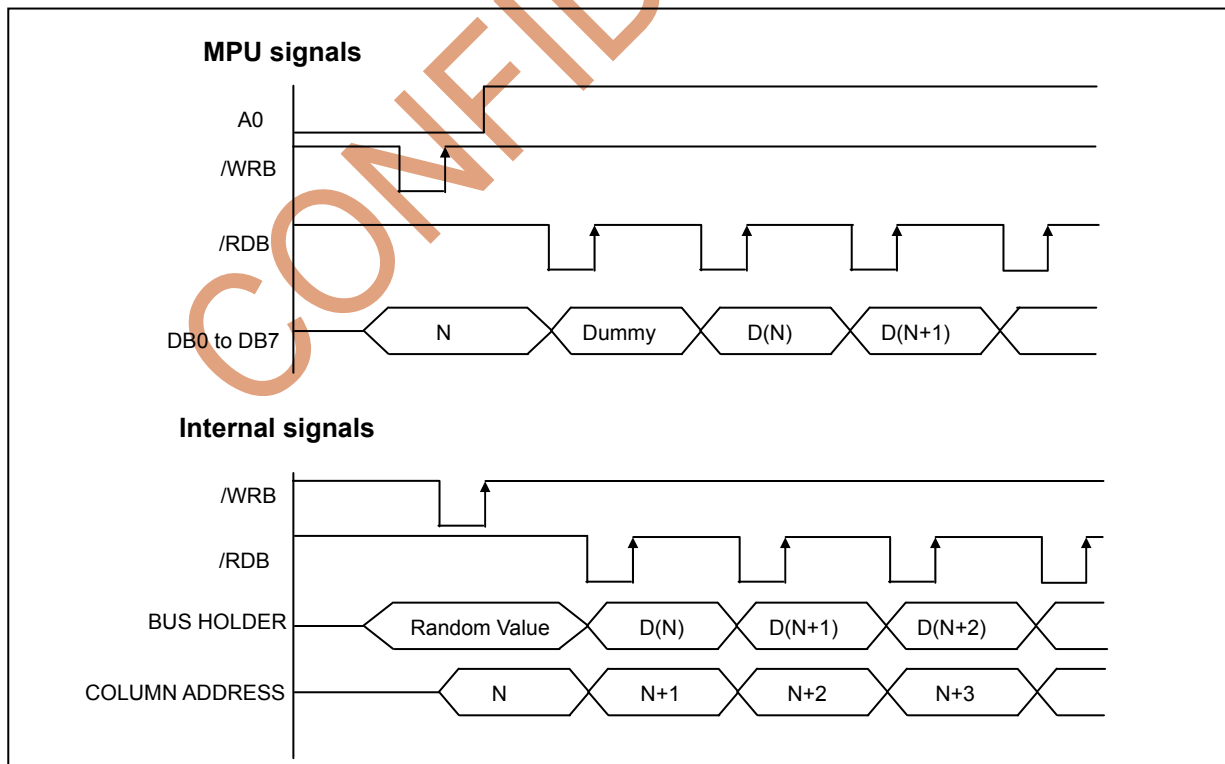 MPU signals
A0
/WRB
/RDB
DB0 to DB7
N
Dummy
D(N)
D(N+1)
Internal signals
/WRB
/RDB
BUS HOLDER
Random Value
D(N)
D(N+1)
D(N+2)
COLUMN ADDRESS
N
N+1
N+2
N+3
CONFID